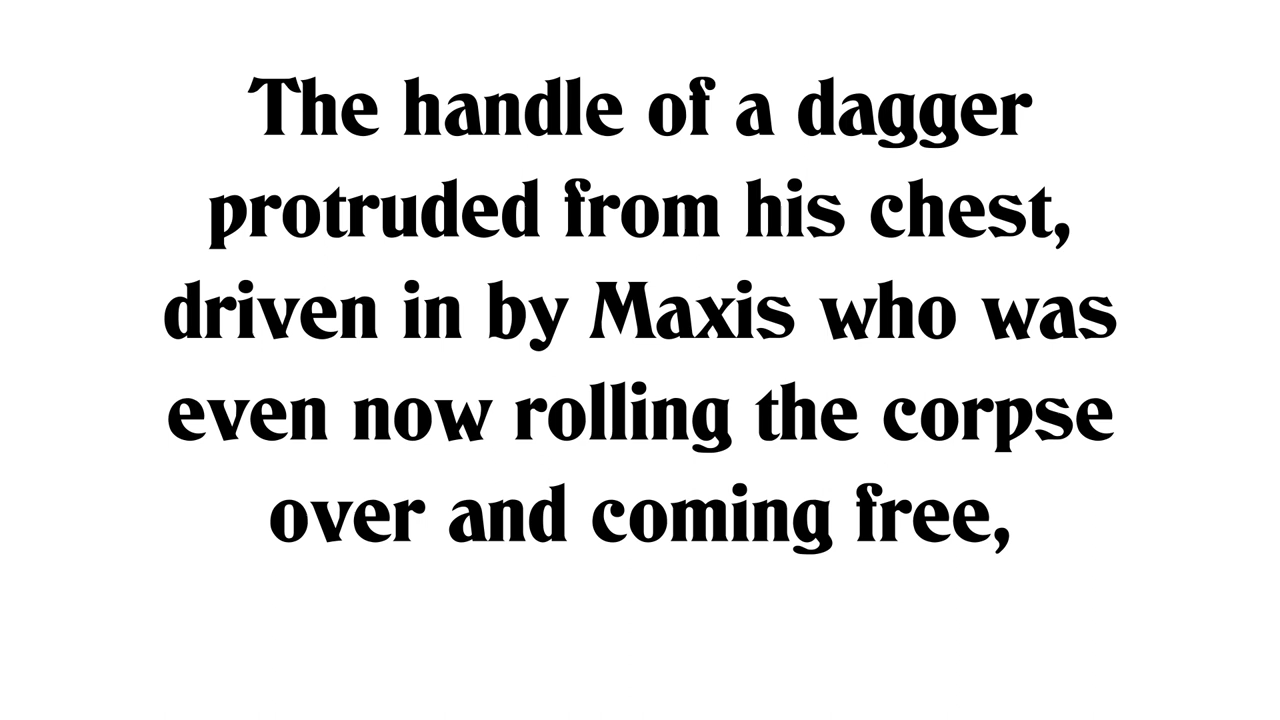 The handle of a dagger
protruded from his chest,
driven in by Maxis who was
even now rolling the corpse
over and coming free,